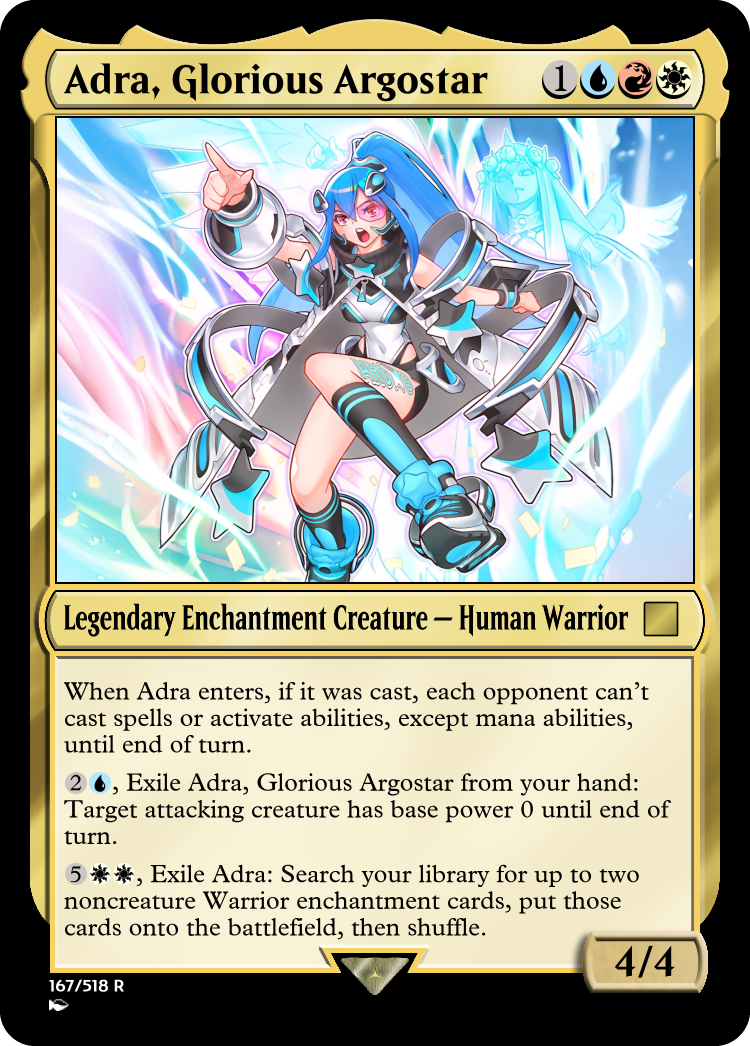 Adra, Glorious Argostar 1
Legendary Enchantment Creature — Human Warrior
When Adra enters, if it was cast, each opponent can't
cast spells or activate abilities, except mana abilities,
until end of turn.
2, Exile Adra, Glorious Argostar from your hand:
Target attacking creature has base power 0 until end of
turn.
5, Exile Adra: Search your library for up to two
noncreature Warrior enchantment cards, put those
cards onto the battlefield, then shuffle.
4/4
167/518 R